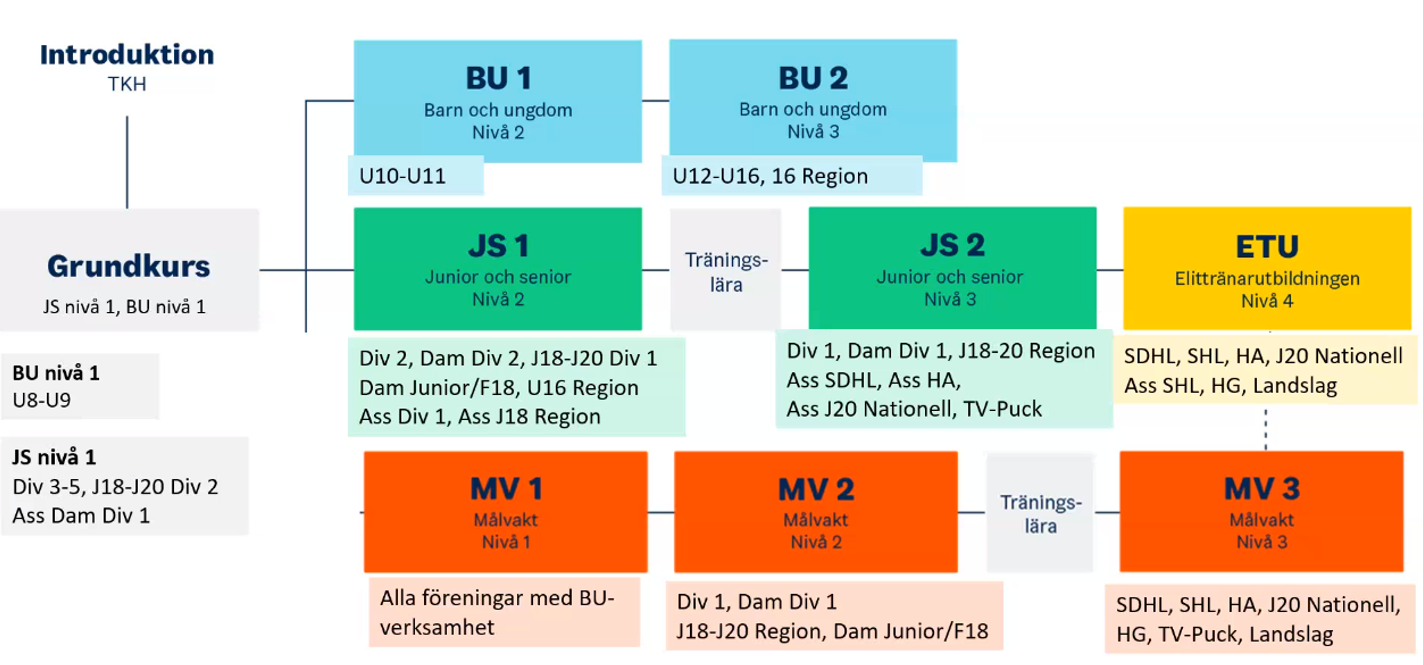 Introduktion
TKH
BU 1
Barn och ungdom
Nivå 2
U10-U11
BU 2
Barn och ungdom
Nivå 3
U12-U16, 16 Region
Grundkurs
JS nivå 1, BU nivå 1
BU nivå 1
U8-U9
JS nivå 1
Div 3-5, J18-J20 Div 2
Ass Dam Div 1
JS 1
Junior och senior
Nivå 2
Div 2, Dam Div 2, J18-J20 Div 1
Dam Junior/F18, U16 Region
Ass Div 1, Ass J18 Region
Tränings-
lära
JS 2
Junior och senior
Nivå 3
Div 1, Dam Div 1, J18-20 Region
Ass SDHL, Ass HA,
Ass J20 Nationell, TV-Puck
ETU
Elittränarutbildningen
Nivå 4
SDHL, SHL, HA, J20 Nationell
Ass SHL, HG, Landslag
MV 1
Målvakt
Nivå 1
Alla föreningar med BU-
verksamhet
MV 2
Målvakt
Nivå 2
Div 1, Dam Div 1
J18-J20 Region, Dam Junior/F18
Tränings-
lära
MV 3
Målvakt
Nivå 3
SDHL, SHL, HA, J20 Nationell,
HG, TV-Puck, Landslag